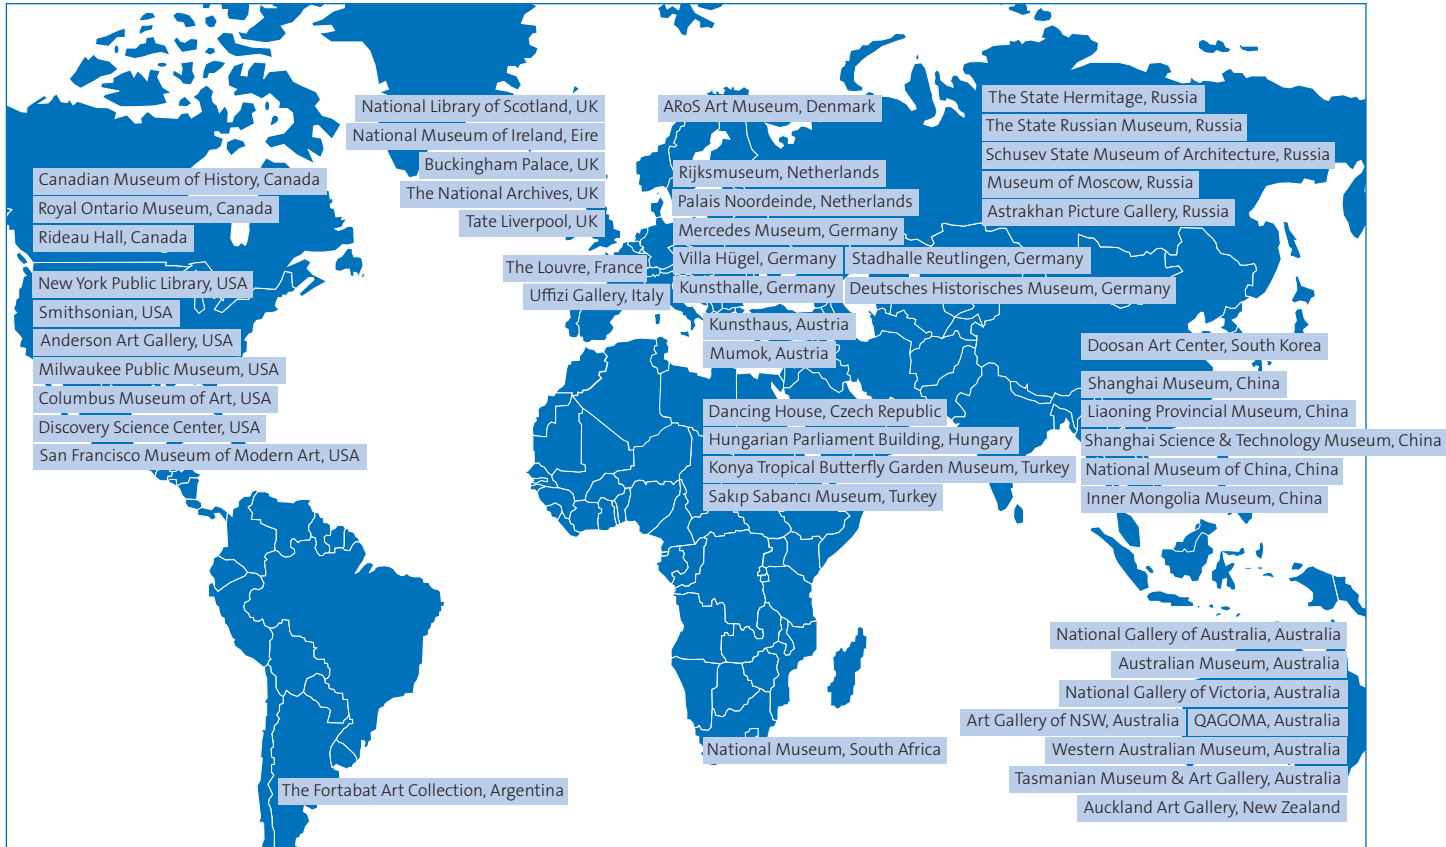 National Library of Scotland, UK
National Museum of Ireland, Eire
Buckingham Palace, UK
The National Archives, UK
Tate Liverpool, UK
ARoS Art Museum, Denmark
The State Hermitage, Russia
The State Russian Museum, Russia
Schusev State Museum of Architecture, Russia
Museum of Moscow, Russia
Astrakhan Picture Gallery, Russia
Canadian Museum of History, Canada
Royal Ontario Museum, Canada
Rideau Hall, Canada
Rijksmuseum, Netherlands
Palais Noordeinde, Netherlands
Mercedes Museum, Germany
Villa Hügel, Germany
Stadhalle Reutlingen, Germany
Kunsthalle, Germany
Deutsches Historisches Museum, Germany
The Louvre, France
Uffizi Gallery, Italy
New York Public Library, USA
Smithsonian, USA
Anderson Art Gallery, USA
Milwaukee Public Museum, USA
Columbus Museum of Art, USA
Discovery Science Center, USA
San Francisco Museum of Modern Art, USA
Kunsthaus, Austria
Mumok, Austria
Dancing House, Czech Republic
Hungarian Parliament Building, Hungary
Konya Tropical Butterfly Garden Museum, Turkey
Sakıp Sabancı Museum, Turkey
Doosan Art Center, South Korea
Shanghai Museum, China
Liaoning Provincial Museum, China
Shanghai Science & Technology Museum, China
National Museum of China, China
Inner Mongolia Museum, China
National Gallery of Australia, Australia
Australian Museum, Australia
National Gallery of Victoria, Australia
Art Gallery of NSW, Australia
QAGOMA, Australia
Western Australian Museum, Australia
Tasmanian Museum & Art Gallery, Australia
Auckland Art Gallery, New Zealand
National Museum, South Africa
The Fortabat Art Collection, Argentina